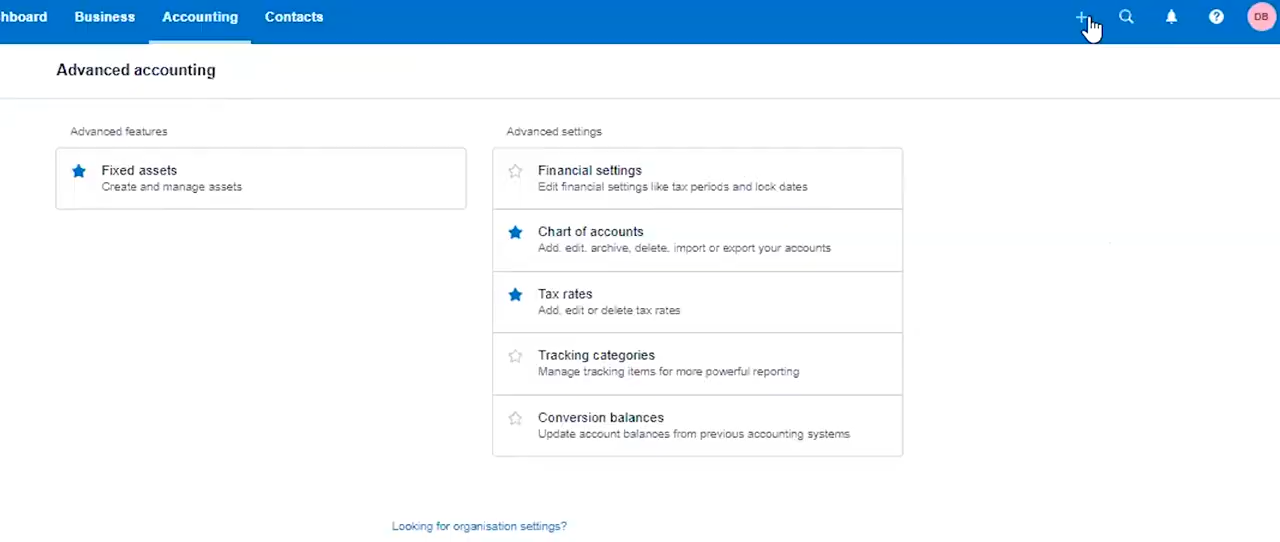 hboard Business Accounting Contacts DB
Advanced accounting
Advanced features
Fixed assets
Create and manage assets
Advanced settings
Financial settings
Edit financial settings like tax periods and lock dates
Chart of accounts
Add, edit, archive, delete, import or export your accounts
Tax rates
Add, edit or delete tax rates
Tracking categories
Manage tracking items for more powerful reporting
Conversion balances
Update account balances from previous accounting systems
Looking for organisation settings?